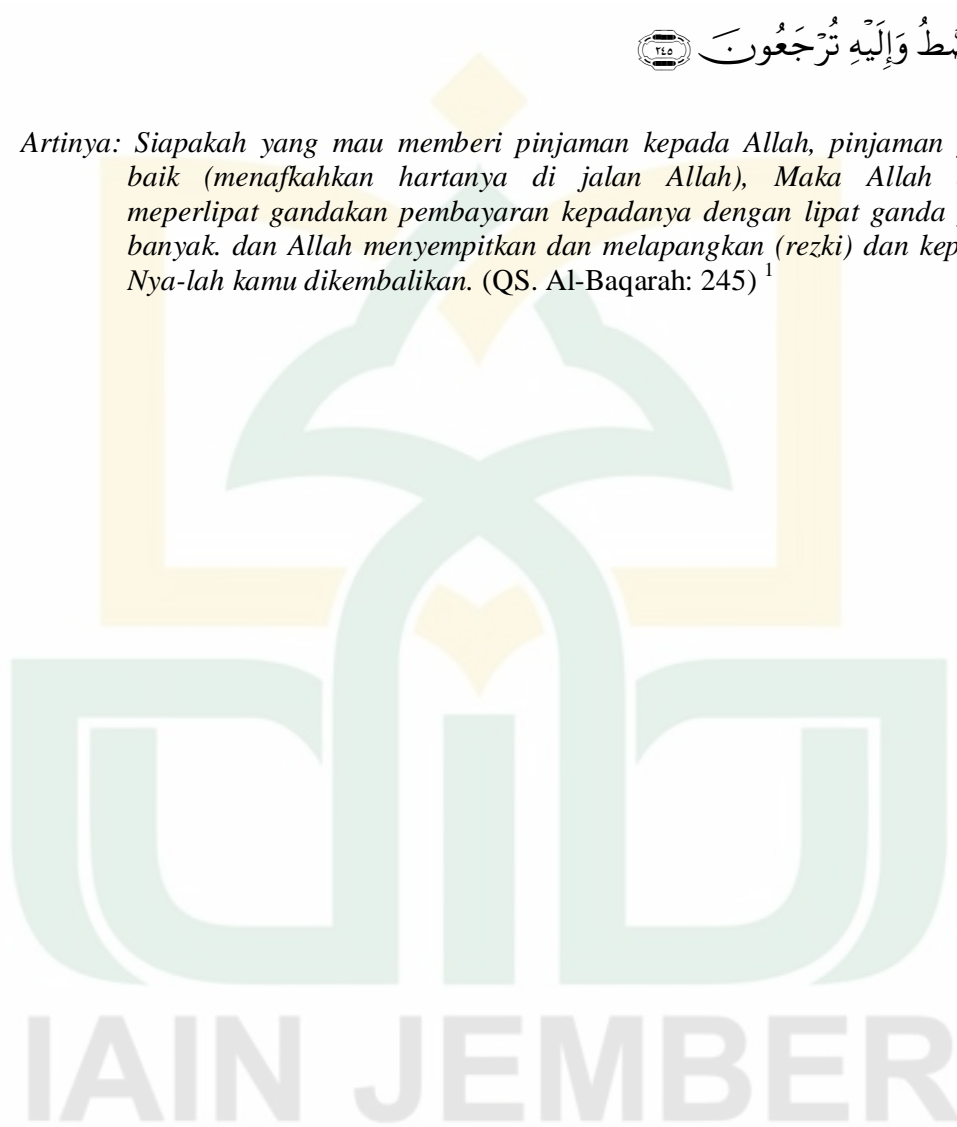 وَإِلَيْهِ تُرْجَعُونَ ٢٤٥
Artinya: Siapakah yang mau memberi pinjaman kepada Allah, pinjaman
baik (menafkahkan hartanya di jalan Allah), Maka Allah
meperlipat gandakan pembayaran kepadanya dengan lipat ganda
banyak. dan Allah menyempitkan dan melapangkan (rezki) dan kep
Nya-lah kamu dikembalikan. (QS. Al-Baqarah: 245) 1
IAIN JEMBER